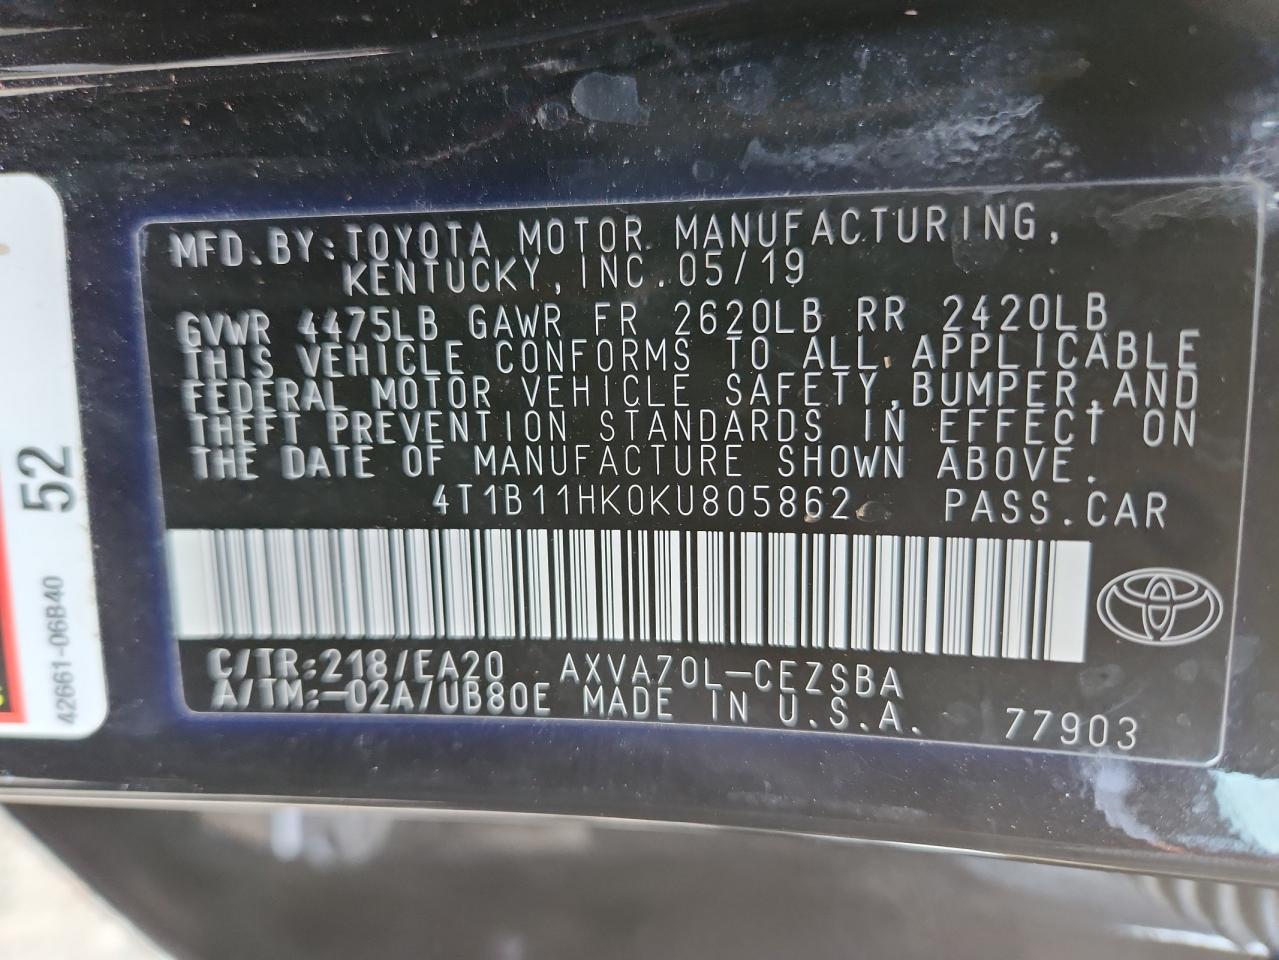 MFD. BY: TOYOTA MOTOR MANUFACTURING,
KENTUCKY, INC. 05/19
GVWR 4475LB GAWR FR 2620LB RR 2420LB
THIS VEHICLE CONFORMS TO ALL APPLICABLE
FEDERAL MOTOR VEHICLE SAFETY, BUMPER, AND
THEFT PREVENTION STANDARDS IN EFFECT ON
THE DATE OF MANUFACTURE SHOWN ABOVE.
4T1B11HK0KU805862 PASS. CAR
C/TR: 218/EA20 AXVA70L-CEZSBA
A/TM: -02A/UB80E MADE IN U.S.A. 77903
52
42661-06B40